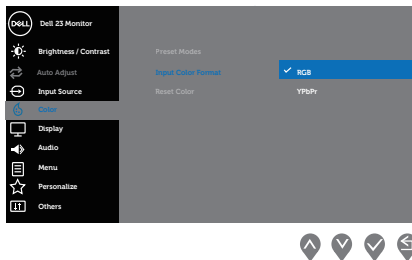 DELL Dell 23 Monitor
Brightness / Contrast Preset Modes
Auto Adjust Input Color Format ✓ RGB
Input Source Reset Color YPbPr
Color
Display
Audio
Menu
Personalize
Others